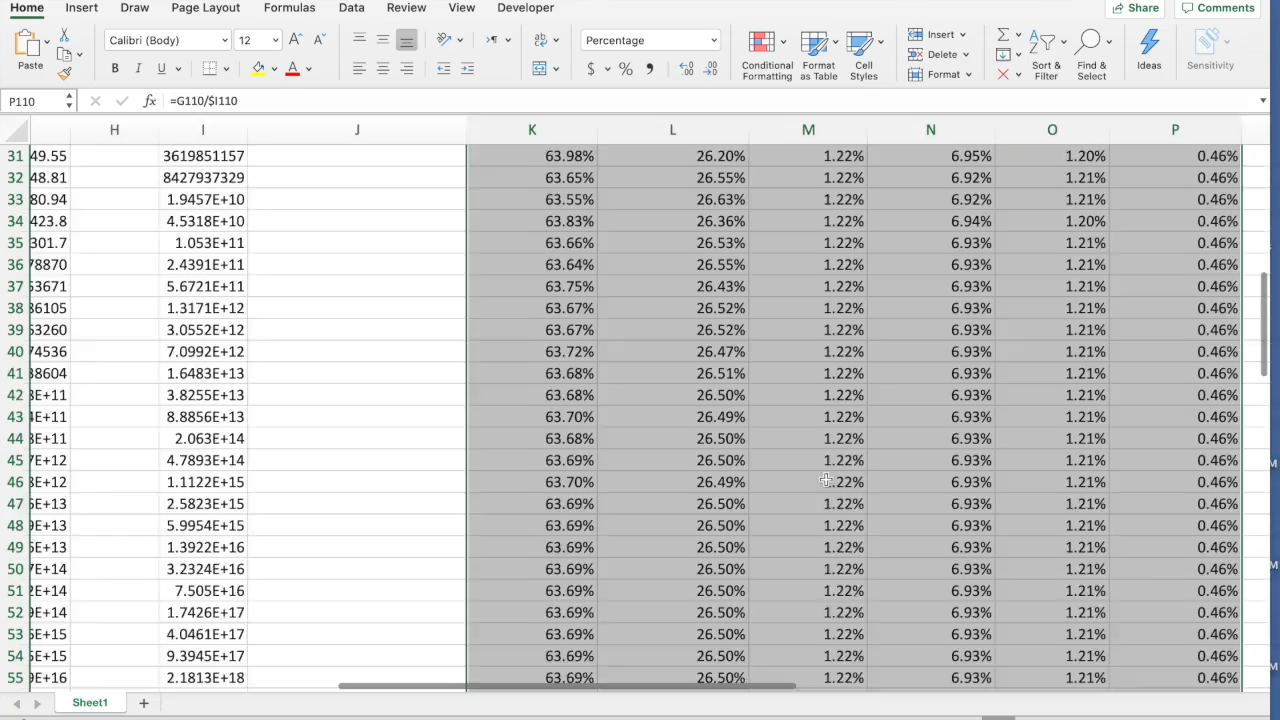 Home Insert Draw Page Layout Formulas Data Review View Developer Share Comments
Calibri (Body) 12 A A ab Percentage Insert
Paste B I U A $ % Conditional Formatting Format as Table Cell Styles Delete Format Sort & Filter Find & Select Ideas Sensitivity
P110 fx =G110/$I110
H I J K L M N O P
31 49.55 3619851157 63.98% 26.20% 1.22% 6.95% 1.20% 0.46%
32 48.81 8427937329 63.65% 26.55% 1.22% 6.92% 1.21% 0.46%
33 80.94 1.9457E+10 63.55% 26.63% 1.22% 6.92% 1.21% 0.46%
34 423.8 4.5318E+10 63.83% 26.36% 1.22% 6.94% 1.20% 0.46%
35 301.7 1.053E+11 63.66% 26.53% 1.22% 6.93% 1.21% 0.46%
36 78870 2.4391E+11 63.64% 26.55% 1.22% 6.93% 1.21% 0.46%
37 53671 5.6721E+11 63.75% 26.43% 1.22% 6.93% 1.21% 0.46%
38 36105 1.3171E+12 63.67% 26.52% 1.22% 6.93% 1.21% 0.46%
39 53260 3.0552E+12 63.67% 26.52% 1.22% 6.93% 1.21% 0.46%
40 74536 7.0992E+12 63.72% 26.47% 1.22% 6.93% 1.21% 0.46%
41 38604 1.6483E+13 63.68% 26.51% 1.22% 6.93% 1.21% 0.46%
42 E+11 3.8255E+13 63.68% 26.50% 1.22% 6.93% 1.21% 0.46%
43 E+11 8.8856E+13 63.70% 26.49% 1.22% 6.93% 1.21% 0.46%
44 E+11 2.063E+14 63.68% 26.50% 1.22% 6.93% 1.21% 0.46%
45 7E+12 4.7893E+14 63.69% 26.50% 1.22% 6.93% 1.21% 0.46%
46 E+12 1.1122E+15 63.70% 26.49% 1.22% 6.93% 1.21% 0.46%
47 E+13 2.5823E+15 63.69% 26.50% 1.22% 6.93% 1.21% 0.46%
48 9E+13 5.9954E+15 63.69% 26.50% 1.22% 6.93% 1.21% 0.46%
49 E+13 1.3922E+16 63.69% 26.50% 1.22% 6.93% 1.21% 0.46%
50 7E+14 3.2324E+16 63.69% 26.50% 1.22% 6.93% 1.21% 0.46%
51 2E+14 7.505E+16 63.69% 26.50% 1.22% 6.93% 1.21% 0.46%
52 9E+14 1.7426E+17 63.69% 26.50% 1.22% 6.93% 1.21% 0.46%
53 E+15 4.0461E+17 63.69% 26.50% 1.22% 6.93% 1.21% 0.46%
54 E+15 9.3945E+17 63.69% 26.50% 1.22% 6.93% 1.21% 0.46%
55 9E+16 2.1813E+18 63.69% 26.50% 1.22% 6.93% 1.21% 0.46%
Sheet1